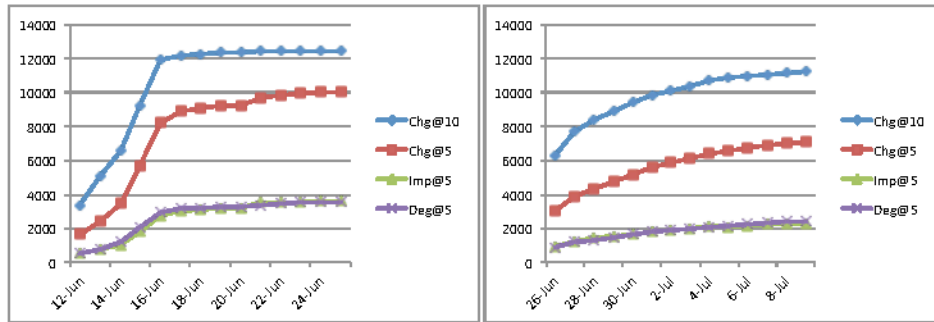 14000
12000
10000
8000
6000
4000
2000
0
12-Jun
14-Jun
16-Jun
18-Jun
20-Jun
22-Jun
24-Jun
Chg@10
Chg@5
Imp@5
Deg@5
14000
12000
10000
8000
6000
4000
2000
0
26-Jun
28-Jun
30-Jun
2-Jul
4-Jul
6-Jul
8-Jul
Chg@10
Chg@5
Imp@5
Deg@5